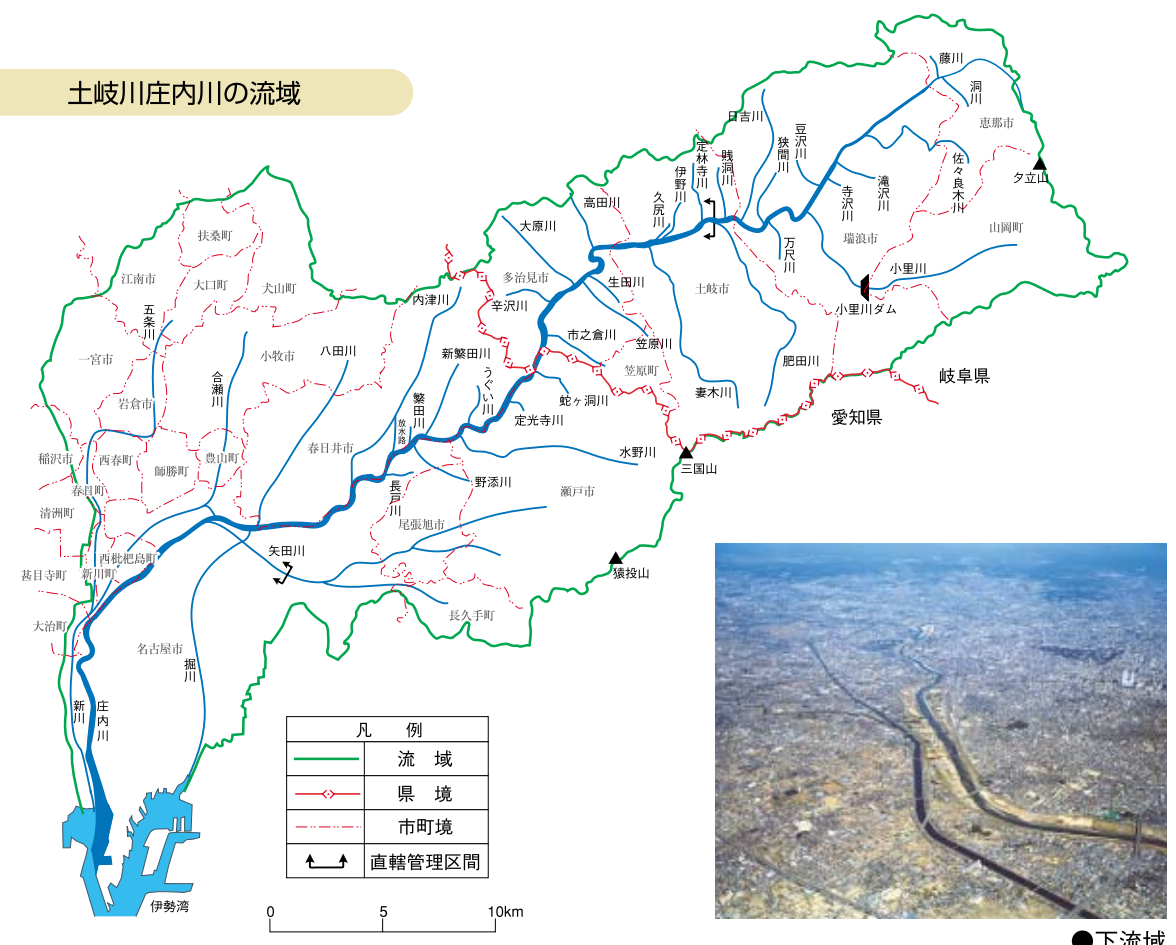 土岐川庄内川の流域
藤川
洞川
恵那市
日吉川
豆沢川
狭間川
定林寺川
桟洞川
伊野川
久尻川
佐々良木川
夕立山
滝沢川
寺沢川
高田川
大原川
万尺川
瑞浪市
山岡町
小里川
小里川ダム
扶桑町
江南市
大口町
犬山町
多治見市
生田川
土岐市
内津川
辛沢川
五条川
市之倉川
笠原川
一宮市
小牧市
八田川
新繁田川
肥田川
岐阜県
合瀬川
うぐい川
笠原町
妻木川
岩倉市
繁田川
蛇ヶ洞川
愛知県
放水路
定光寺川
稲沢市
西春町
師勝町
豊山町
春日井市
水野川
三国山
春日町
長戸川
野添川
瀬戸市
清洲町
尾張旭市
西枇杷島町
矢田川
甚目寺町
新川町
猿投山
大治町
長久手町
名古屋市
堀川
新川
庄内川
凡 例
流 域
県 境
市町境
直轄管理区間
伊勢湾
0 5 10km
●下流域